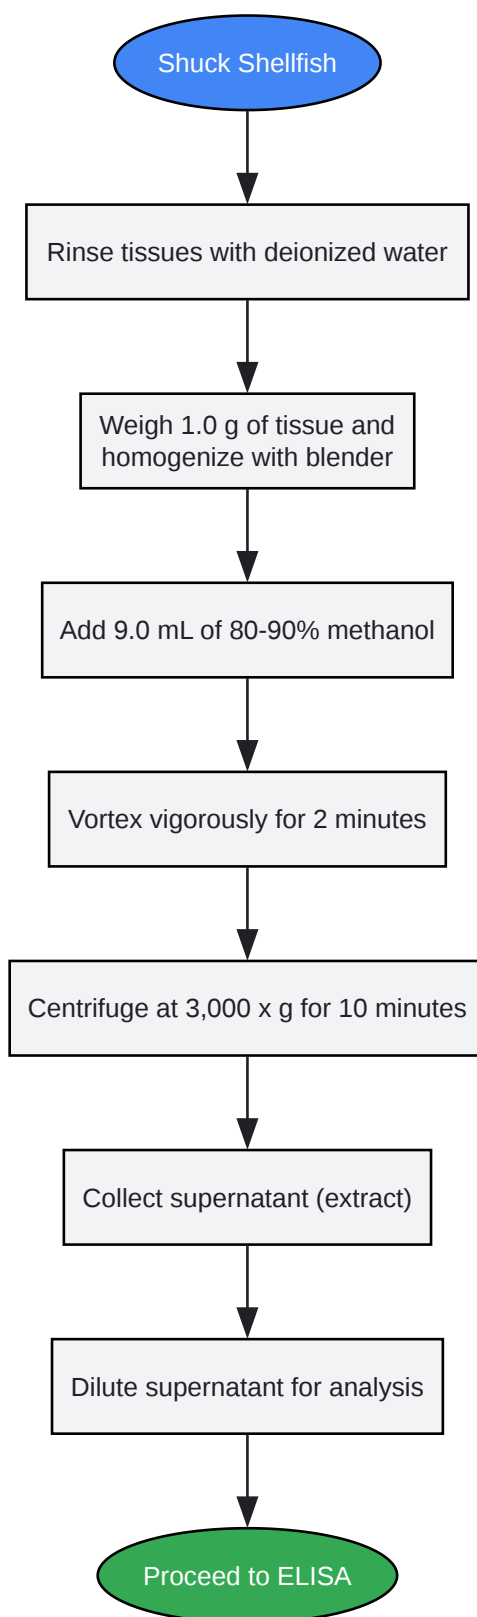 Shuck Shellfish
Rinse tissues with deionized water
Weigh 1.0 g of tissue and
homogenize with blender
Add 9.0 mL of 80-90% methanol
Vortex vigorously for 2 minutes
Centrifuge at 3,000 x g for 10 minutes
Collect supernatant (extract)
Dilute supernatant for analysis
Proceed to ELISA